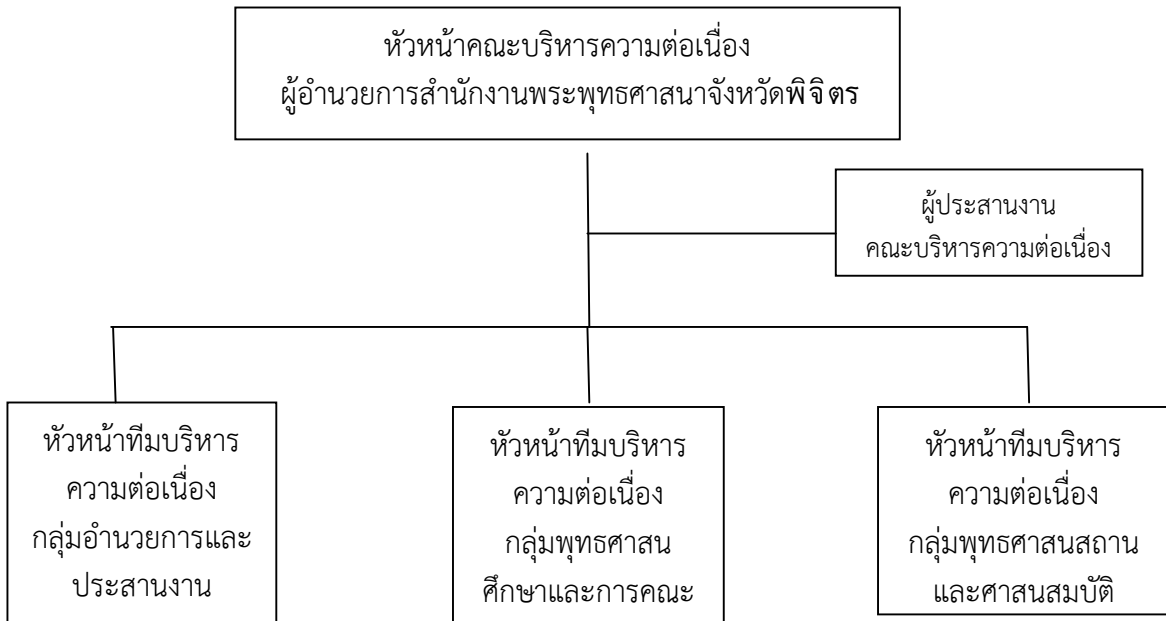 หัวหน้าคณะบริหารความต่อเนื่อง
ผู้อำนวยการสำนักงานพระพุทธศาสนาจังหวัดพิจิตร
ผู้ประสานงาน
คณะบริหารความต่อเนื่อง
หัวหน้าทีมบริหาร
ความต่อเนื่อง
กลุ่มอำนวยการและ
ประสานงาน
หัวหน้าทีมบริหาร
ความต่อเนื่อง
กลุ่มพุทธศาสน
ศึกษาและการคณะ
หัวหน้าทีมบริหาร
ความต่อเนื่อง
กลุ่มพุทธศาสนสถาน
และศาสนสมบัติ